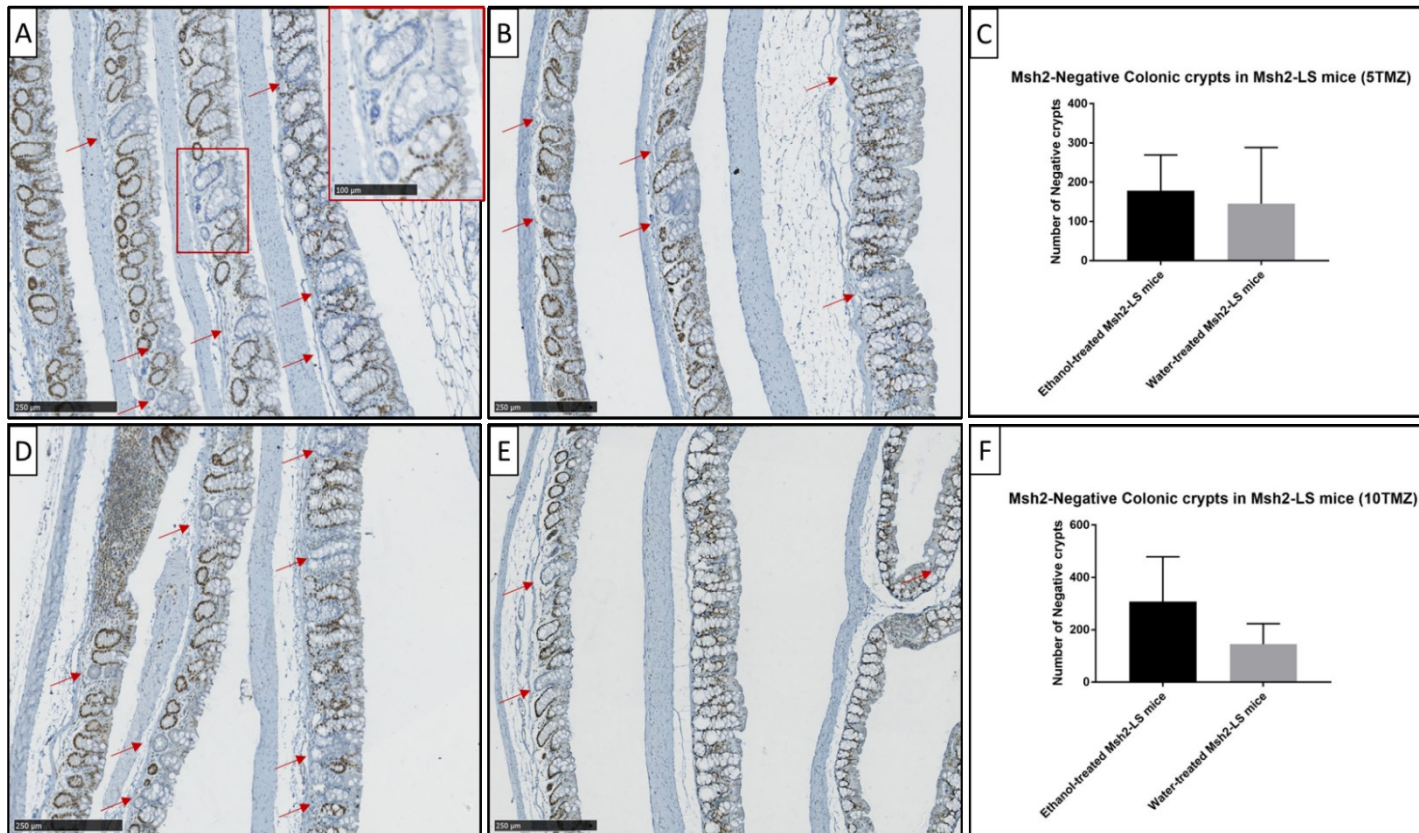 A
100 µm
250 µm
B
250 µm
C
Msh2-Negative Colonic crypts in Msh2-LS mice (5TMZ)
Number of Negative crypts
400
300
200
100
0
Ethanol-treated Msh2-LS mice
Water-treated Msh2-LS mice
D
250 µm
E
250 µm
F
Msh2-Negative Colonic crypts in Msh2-LS mice (10TMZ)
Number of Negative crypts
600
400
200
0
Ethanol-treated Msh2-LS mice
Water-treated Msh2-LS mice